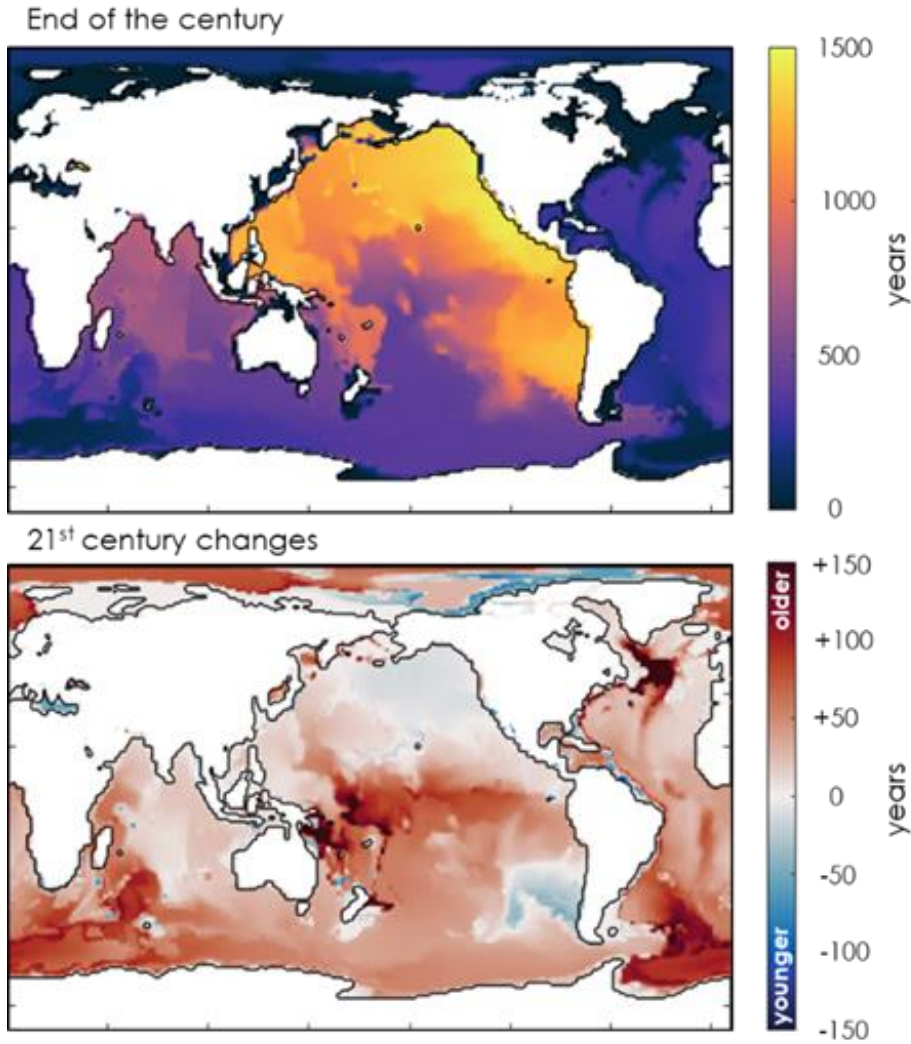 End of the century
1500
1000
500
0
years
21st century changes
+150
+100
+50
0
-50
-100
-150
older
younger
years